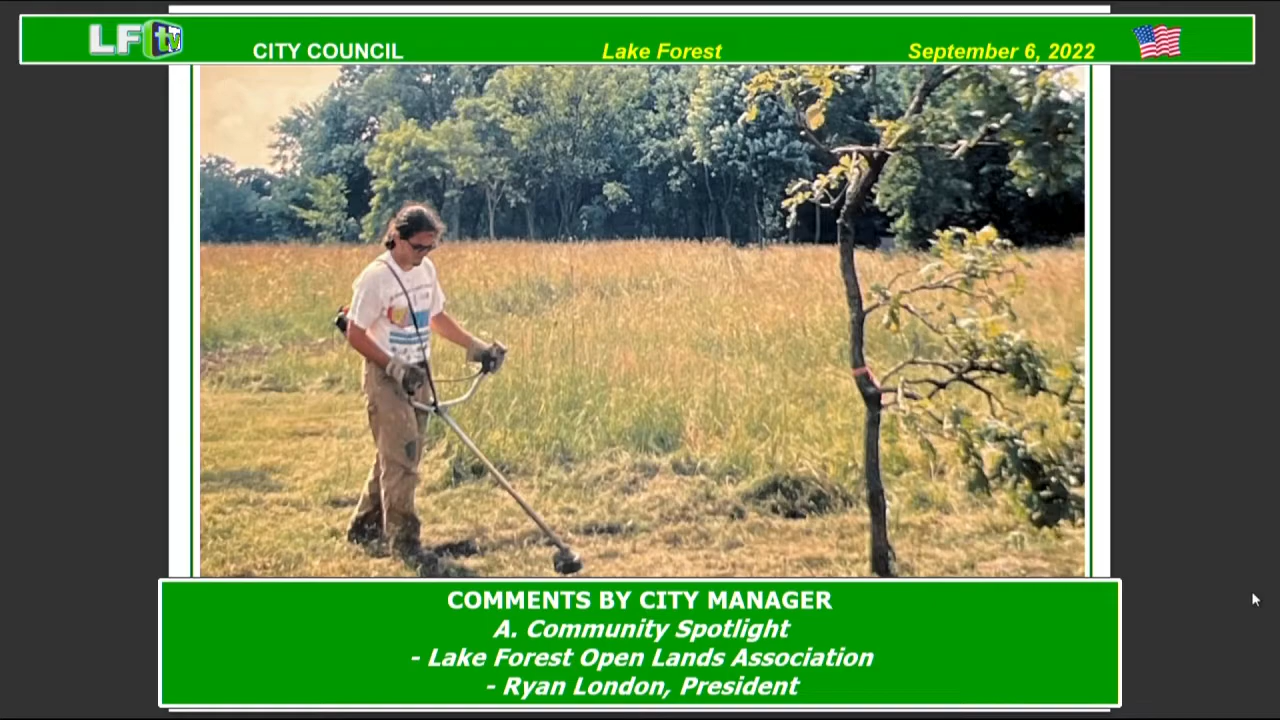 LFtv
CITY COUNCIL
Lake Forest
September 6, 2022
COMMENTS BY CITY MANAGER
A. Community Spotlight
- Lake Forest Open Lands Association
- Ryan London, President